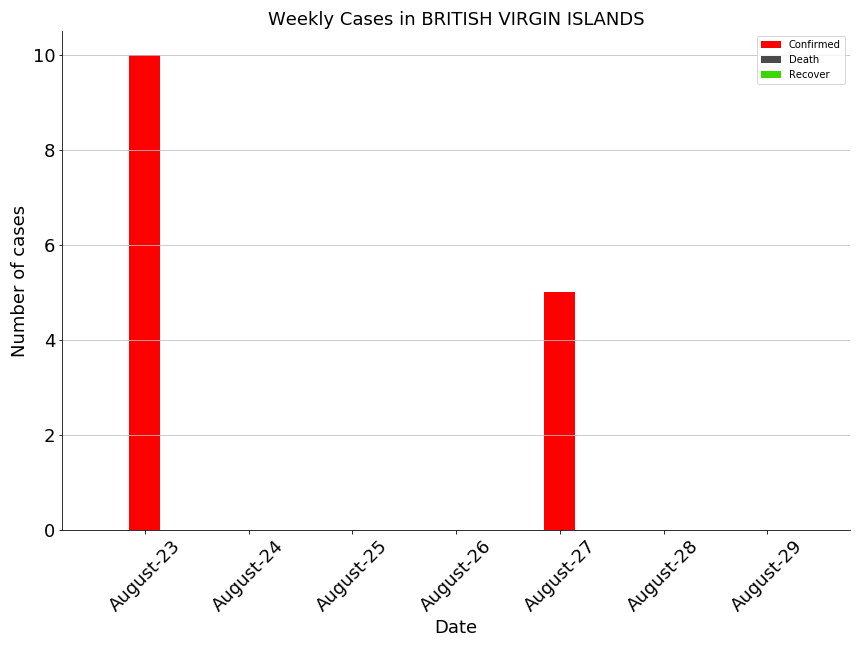 Weekly Cases in BRITISH VIRGIN ISLANDS
Confirmed
Death
Recover
Number of cases
10
8
6
4
2
0
August-23
August-24
August-25
August-26
August-27
August-28
August-29
Date